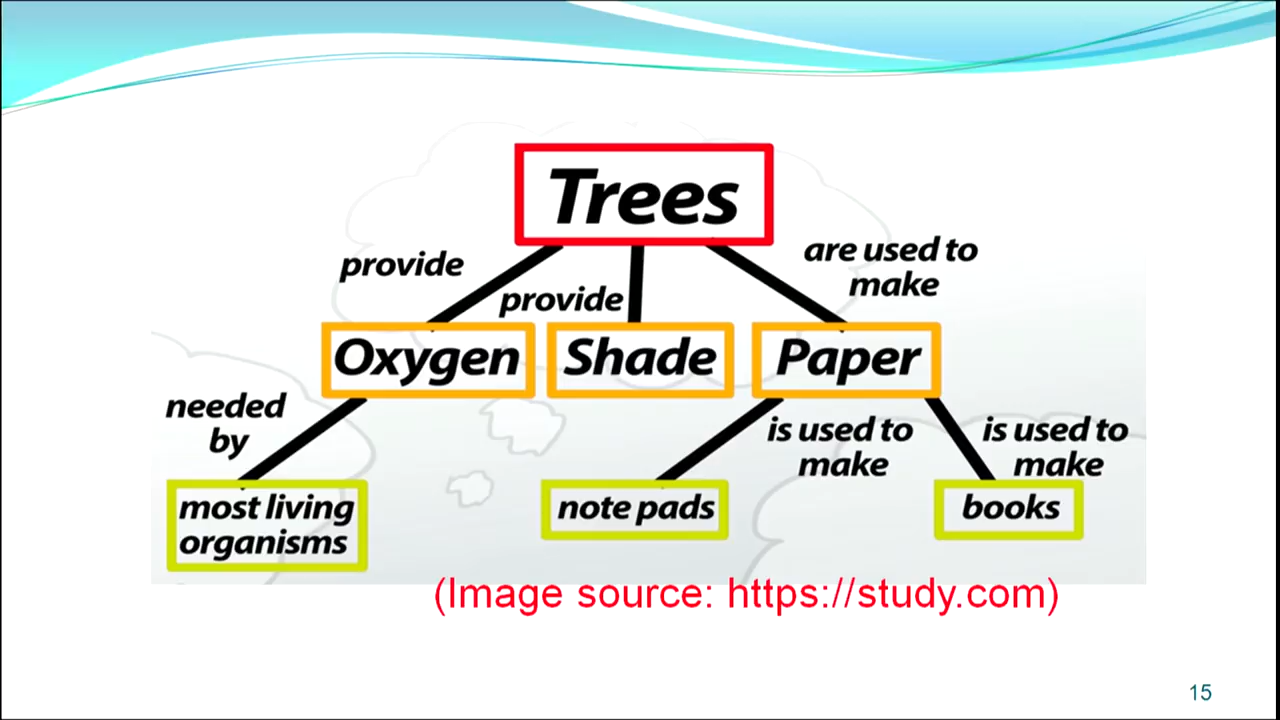 Trees
provide
provide
are used to
make
Oxygen
Shade
Paper
needed
by
is used to
make
is used to
make
most living
organisms
note pads
books
(Image source: https://study.com)
15